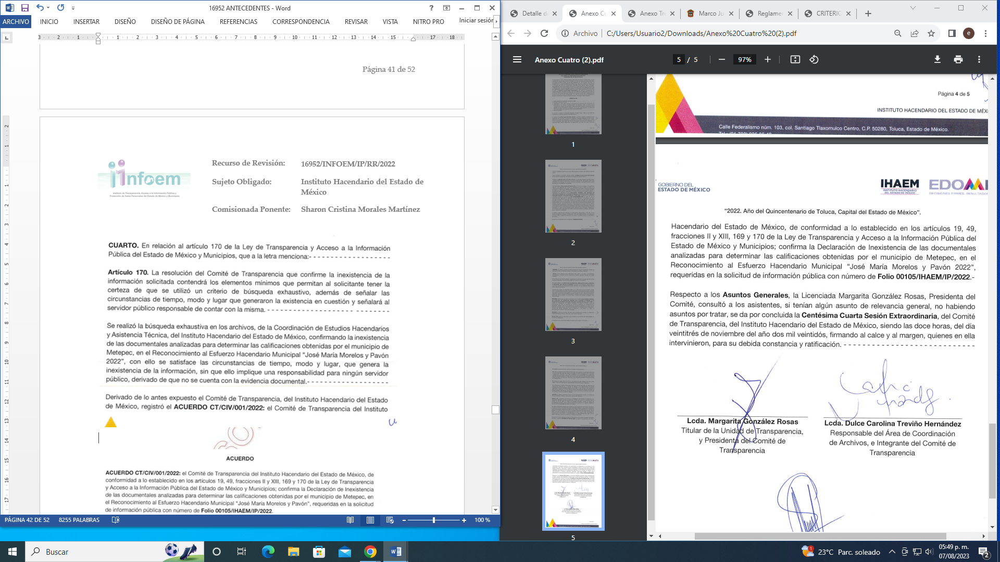 16952 ANTECEDENTES - Word
ARCHIVO INICIO INSERTAR DISEÑO DISEÑO DE PÁGINA REFERENCIAS CORRESPONDENCIA REVISAR VISTA NITRO PRO Iniciar sesión
Página 41 de 52
infoem
Instituto de Transparencia, Acceso a la Información Pública y
Protección de Datos Personales del Estado de México y Municipios
Recurso de Revisión: 16952/INFOEM/IP/RR/2022
Sujeto Obligado: Instituto Hacendario del Estado de
México
Comisionada Ponente: Sharon Cristina Morales Martínez
CUARTO. En relación al artículo 170 de la Ley de Transparencia y Acceso a la Información
Pública del Estado de México y Municipios, que a la letra menciona:- - - - - - - - - - - - - - - - - - - -
Artículo 170. La resolución del Comité de Transparencia que confirme la inexistencia de la
información solicitada contendrá los elementos mínimos que permitan al solicitante tener la
certeza de que se utilizó un criterio de búsqueda exhaustivo, además de señalar las
circunstancias de tiempo, modo y lugar que generaron la existencia en cuestión y señalará al
servidor público responsable de contar con la misma. - - - - - - - - - - - - - - - - - - - - - - - - - -
Se realizó la búsqueda exhaustiva en los archivos, de la Coordinación de Estudios Hacendarios
y Asistencia Técnica, del Instituto Hacendario del Estado de México, confirmando la inexistencia
de las documentales analizadas para determinar las calificaciones obtenidas por el municipio de
Metepec, en el Reconocimiento al Esfuerzo Hacendario Municipal “José María Morelos y Pavón
2022”, con ello se satisface las circunstancias de tiempo, modo y lugar, que genera la
inexistencia de la información, sin que ello implique una responsabilidad para ningún servidor
público, derivado de que no se cuenta con la evidencia documental.- - - - - - - - - - - - - - - - - - - -
Derivado de lo antes expuesto el Comité de Transparencia, del Instituto Hacendario del Estado
de México, registró el ACUERDO CT/CIV/001/2022: el Comité de Transparencia del Instituto
ACUERDO
ACUERDO CT/CIV/001/2022: el Comité de Transparencia del Instituto Hacendario del Estado de México, de
conformidad a lo establecido en los artículos 19, 49, fracciones II y XIII, 169 y 170 de la Ley de Transparencia
y Acceso a la Información Pública del Estado de México y Municipios; confirma la Declaración de Inexistencia
de las documentales analizadas para determinar las calificaciones obtenidas por el municipio de Metepec, en
el Reconocimiento al Esfuerzo Hacendario Municipal “José María Morelos y Pavón”, requeridas en la solicitud
de información pública con número de Folio 00105/IHAEM/IP/2022.
PÁGINA 42 DE 52 8255 PALABRAS 100 %
Detalle d Anexo Cu Anexo Tr Marco Ju Reglamen CRITERIC
Archivo C:/Users/Usuario2/Downloads/Anexo%20Cuatro%20(2).pdf
Anexo Cuatro (2).pdf 5 / 5 97%
1
2
3
4
5
Página 4 de 5
INSTITUTO HACENDARIO DEL ESTADO DE MÉXI
Calle Federalismo núm. 103, col. Santiago Tlaxomulco Centro, C.P. 50280, Toluca, Estado de México.
GOBIERNO DEL
ESTADO DE MÉXICO
IHAEM
INSTITUTO HACENDARIO
DEL ESTADO DE MÉXICO
EDOMÉ
DECISIONES FIRMES, RESULTADOS
“2022. Año del Quincentenario de Toluca, Capital del Estado de México”.
Hacendario del Estado de México, de conformidad a lo establecido en los artículos 19, 49,
fracciones II y XIII, 169 y 170 de la Ley de Transparencia y Acceso a la Información Pública del
Estado de México y Municipios; confirma la Declaración de Inexistencia de las documentales
analizadas para determinar las calificaciones obtenidas por el municipio de Metepec, en el
Reconocimiento al Esfuerzo Hacendario Municipal “José María Morelos y Pavón 2022”,
requeridas en la solicitud de información pública con número de Folio 00105/IHAEM/IP/2022.-
Respecto a los Asuntos Generales, la Licenciada Margarita González Rosas, Presidenta del
Comité, consultó a los asistentes, si tenían algún asunto de relevancia general, no habiendo
asuntos por tratar, se da por concluida la Centésima Cuarta Sesión Extraordinaria, del Comité
de Transparencia, del Instituto Hacendario del Estado de México, siendo las doce horas, del día
veintitrés de noviembre del año dos mil veintidós, firmando al calce y al margen, quienes en ella
intervinieron, para su debida constancia y ratificación. - - - - - - - - - - - - - - - - - - - - - - - - - - -
Lcda. Margarita González Rosas
Titular de la Unidad de Transparencia,
y Presidenta del Comité de
Transparencia
Lcda. Dulce Carolina Treviño Hernández
Responsable del Área de Coordinación
de Archivos, e Integrante del Comité de
Transparencia
Buscar
23°C Parc. soleado
05:49 p. m.
07/08/2023